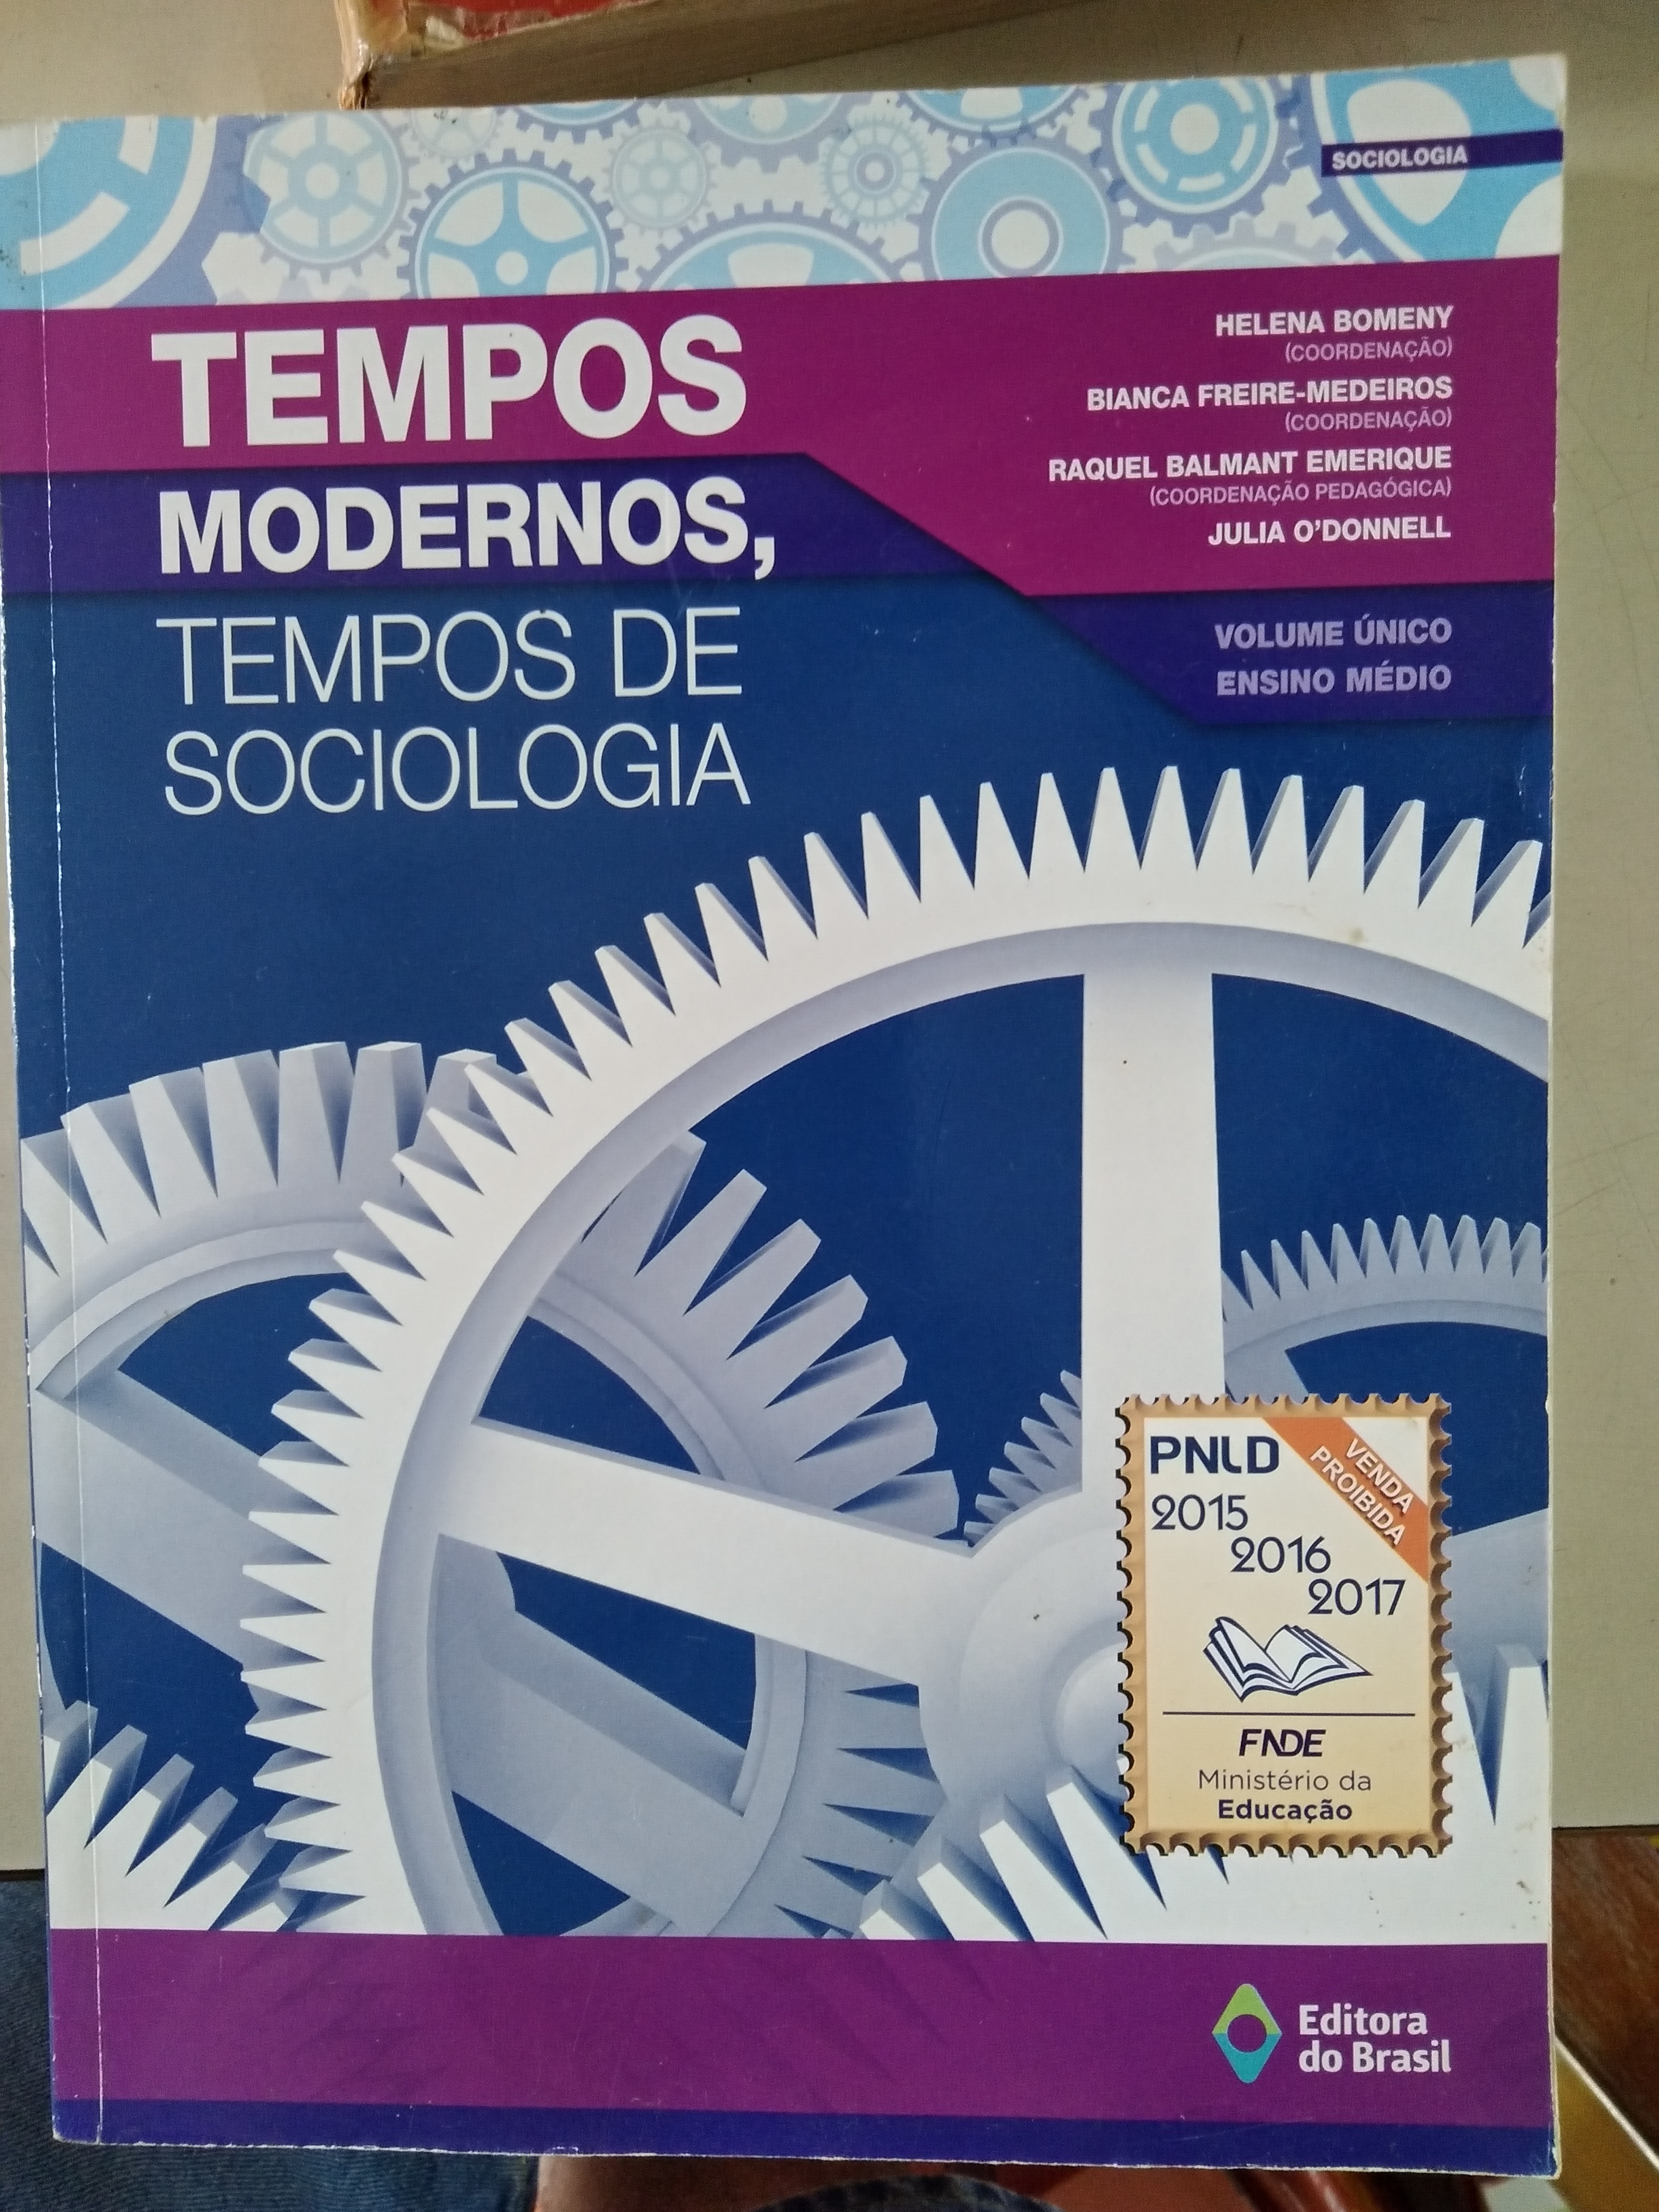 SOCIOLOGIA
TEMPOS
MODERNOS,
TEMPOS DE
SOCIOLOGIA
HELENA BOMENY
(COORDENAÇÃO)
BIANCA FREIRE-MEDEIROS
(COORDENAÇÃO)
RAQUEL BALMANT EMERIQUE
(COORDENAÇÃO PEDAGÓGICA)
JULIA O'DONNELL
VOLUME ÚNICO
ENSINO MÉDIO
PNLD
VENDA
PROIBIDA
2015
2016
2017
FNDE
Ministério da
Educação
Editora
do Brasil